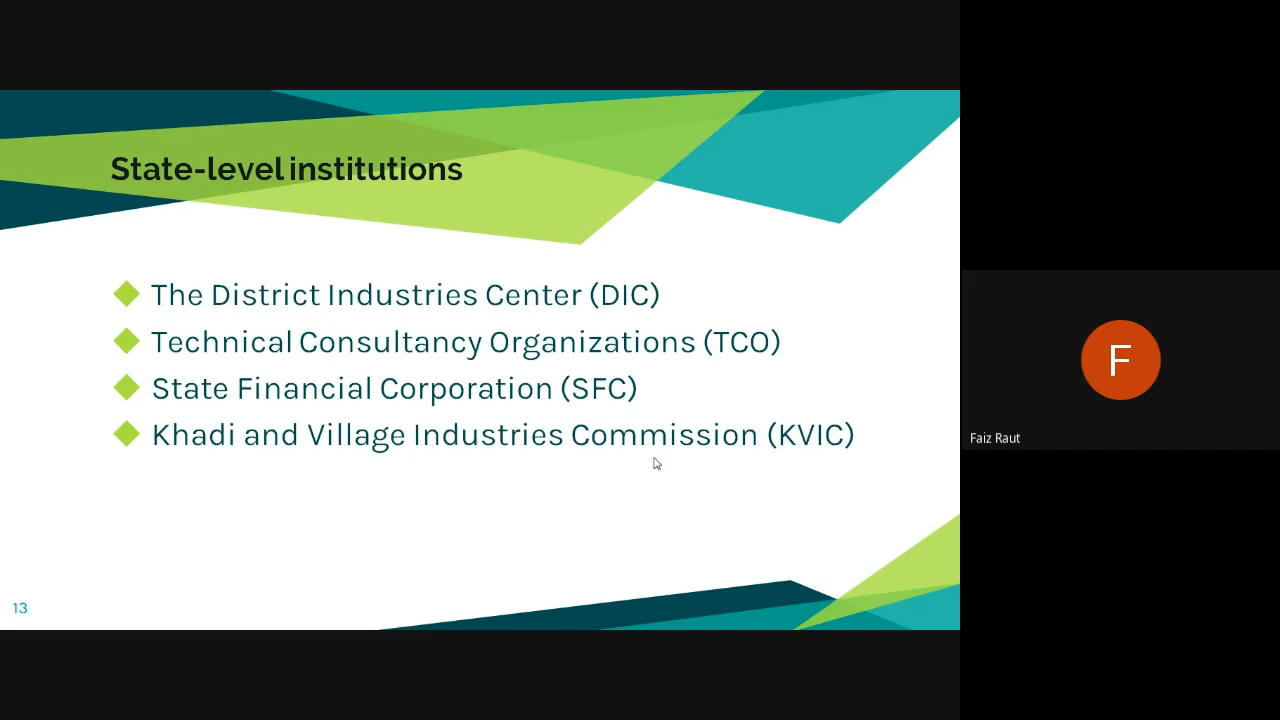 State-level institutions
The District Industries Center (DIC)
Technical Consultancy Organizations (TCO)
State Financial Corporation (SFC)
Khadi and Village Industries Commission (KVIC)
13
F
Faiz Raut